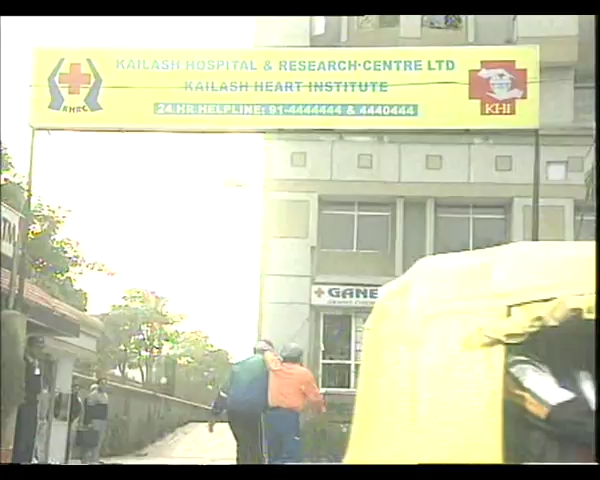 KAILASH HOSPITAL & RESEARCH CENTRE LTD
KAILASH HEART INSTITUTE
24 HR.HELPLINE: 91-4444444 & 4440444
KHRC
KHI
GANE